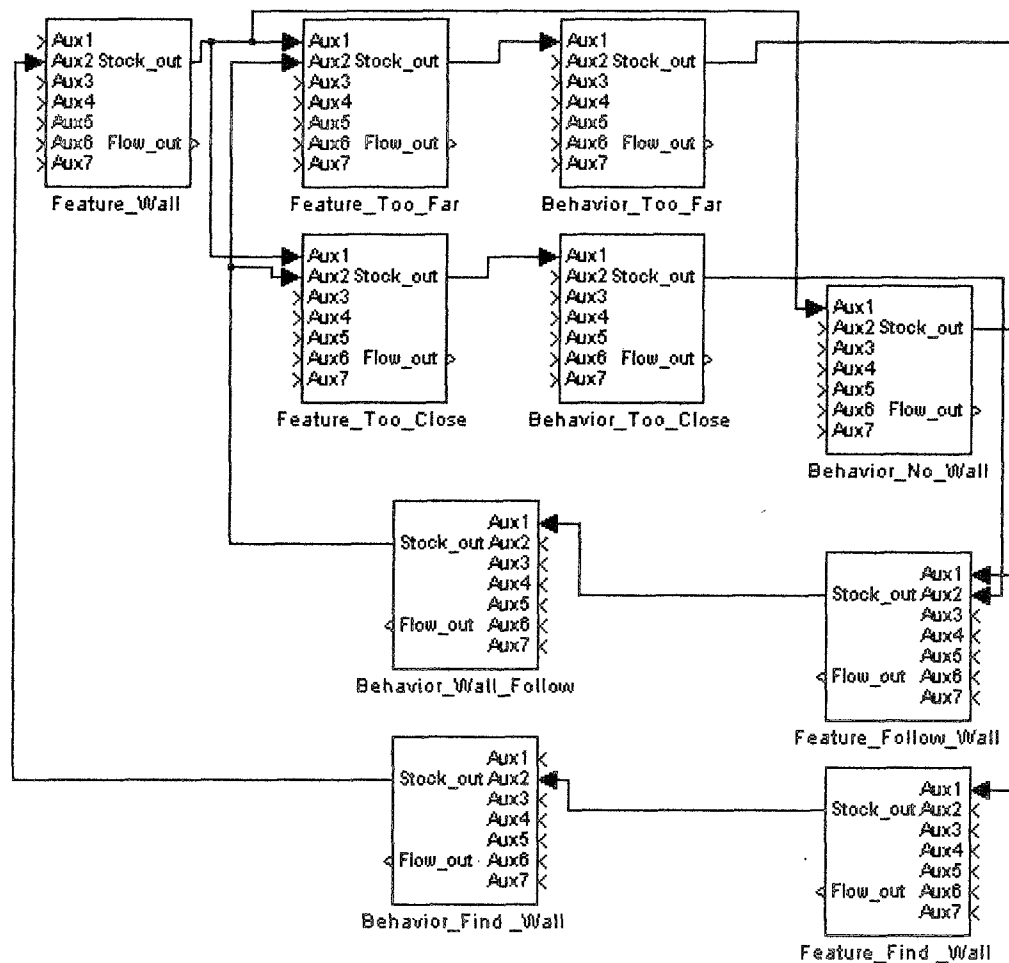 Aux1
Aux2 Stock_out
Aux3
Aux4
Aux5
Aux6 Flow_out
Aux7
Feature_Wall
Aux1
Aux2 Stock_out
Aux3
Aux4
Aux5
Aux6 Flow_out
Aux7
Feature_Too_Far
Aux1
Aux2 Stock_out
Aux3
Aux4
Aux5
Aux6 Flow_out
Aux7
Behavior_Too_Far
Aux1
Aux2 Stock_out
Aux3
Aux4
Aux5
Aux6 Flow_out
Aux7
Feature_Too_Close
Aux1
Aux2 Stock_out
Aux3
Aux4
Aux5
Aux6 Flow_out
Aux7
Behavior_Too_Close
Aux1
Aux2 Stock_out
Aux3
Aux4
Aux5
Aux6 Flow_out
Aux7
Behavior_No_Wall
Aux1
Stock_out Aux2
Aux3
Aux4
Aux5
Flow_out Aux6
Aux7
Behavior_Wall_Follow
Aux1
Stock_out Aux2
Aux3
Aux4
Aux5
Flow_out Aux6
Aux7
Feature_Follow_Wall
Aux1
Stock_out Aux2
Aux3
Aux4
Aux5
Flow_out Aux6
Aux7
Behavior_Find _Wall
Aux1
Stock_out Aux2
Aux3
Aux4
Aux5
Flow_out Aux6
Aux7
Feature_Find _Wall